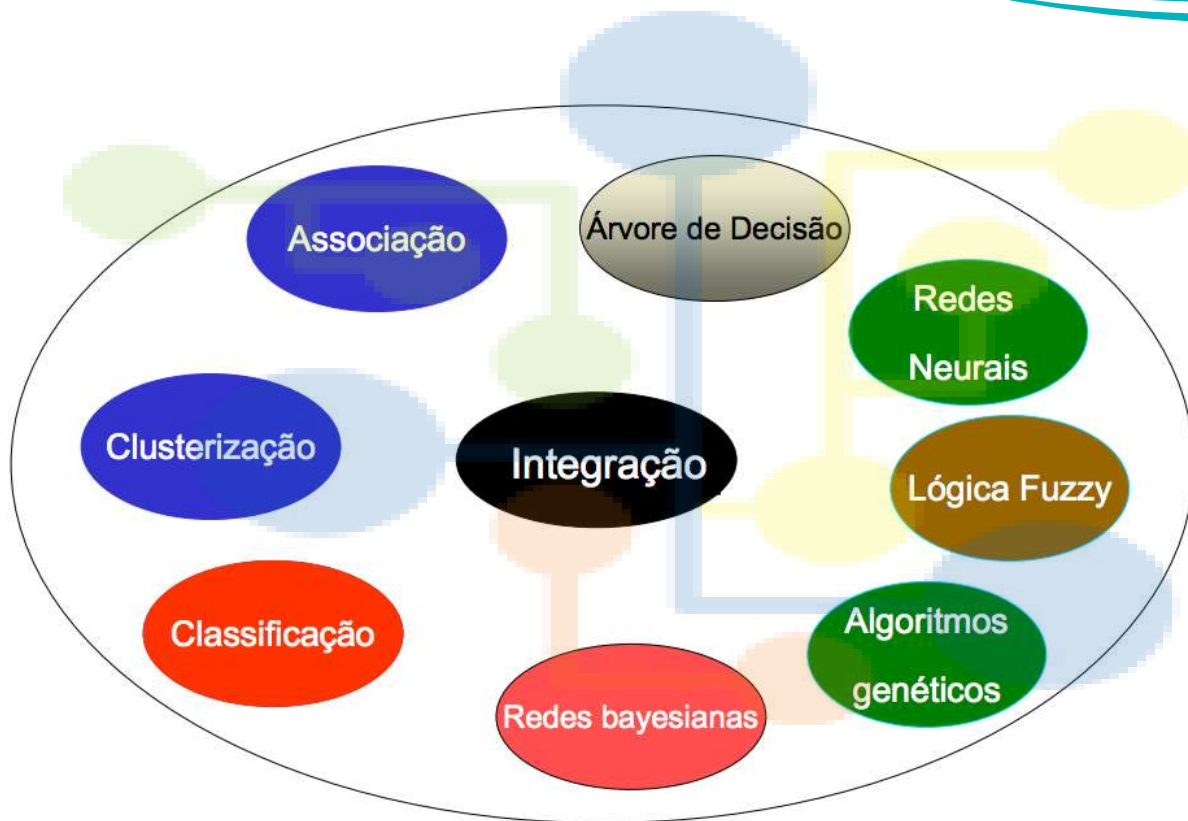 Associação
Árvore de Decisão
Redes
Neurais
Clusterização
Integração
Lógica Fuzzy
Classificação
Algoritmos
genéticos
Redes bayesianas